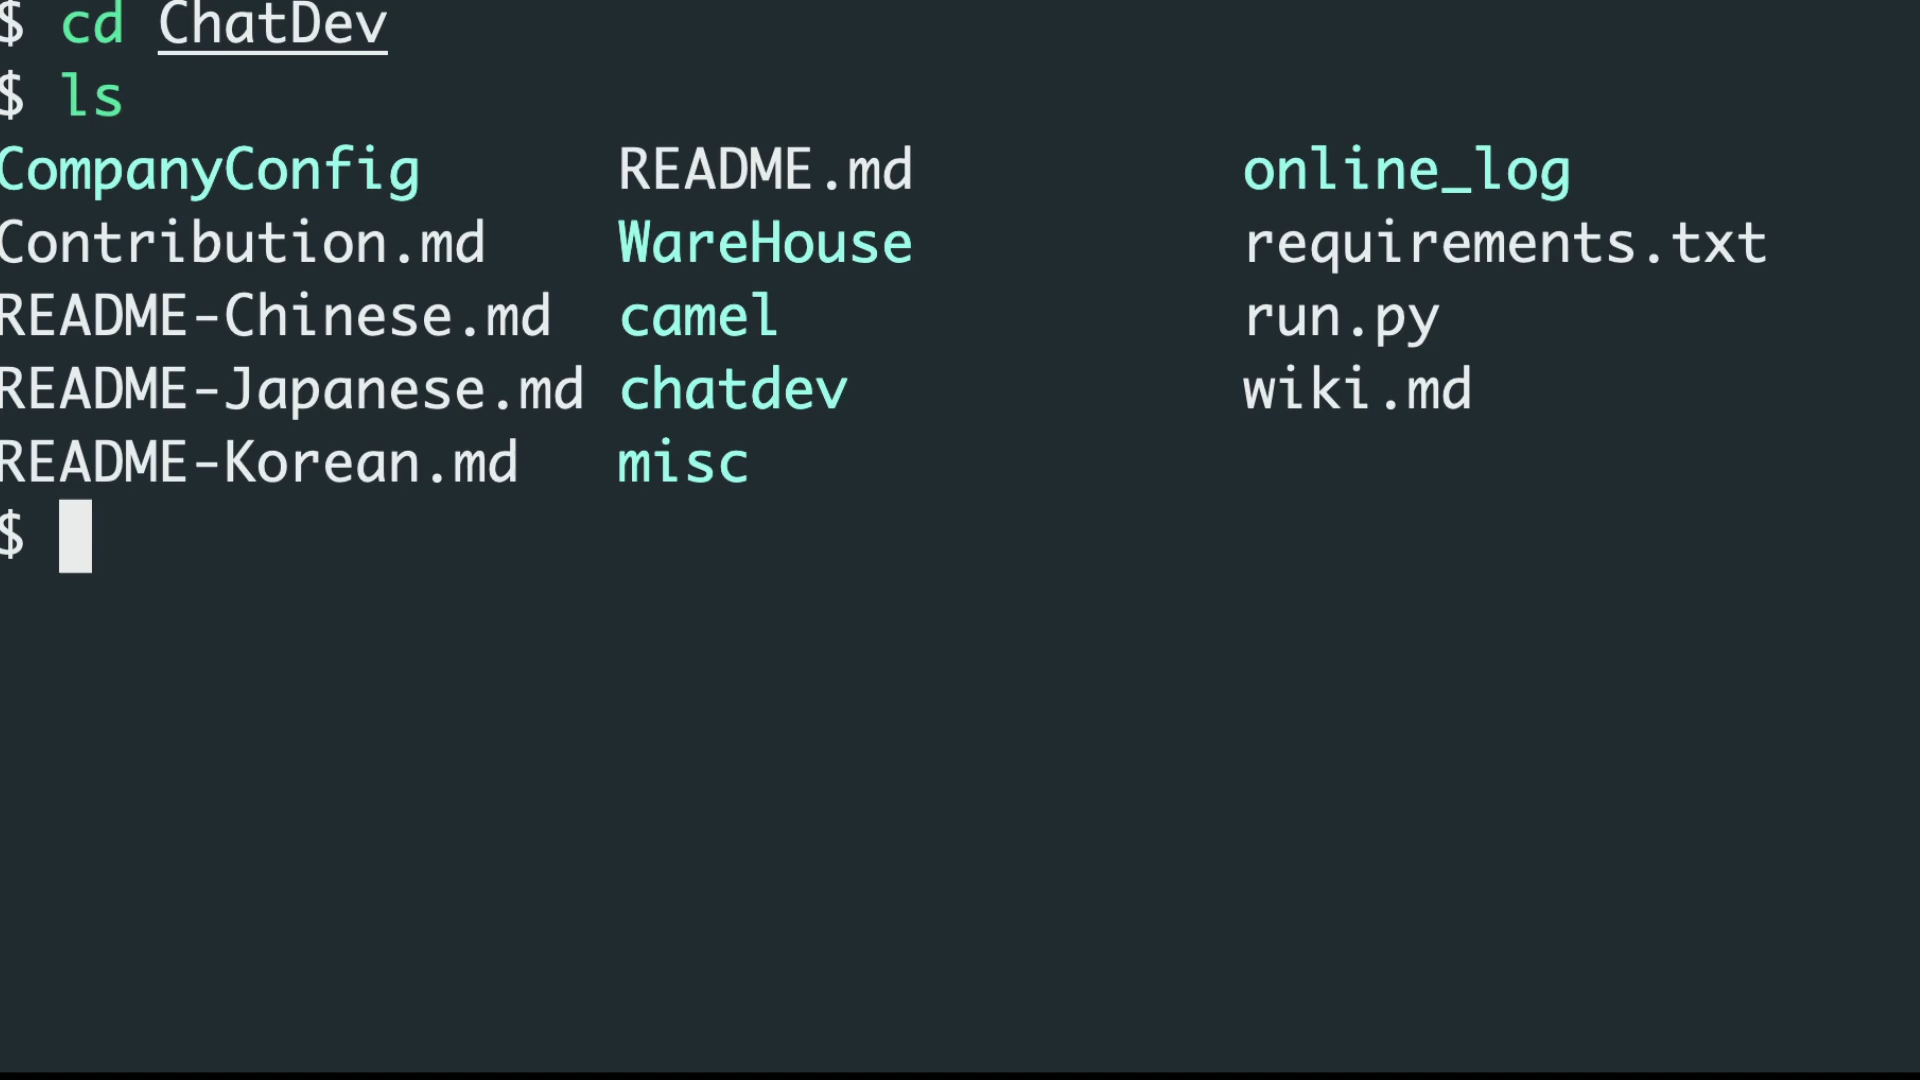 $ cd ChatDev
$ ls
CompanyConfig README.md online_log
Contribution.md WareHouse requirements.txt
README-Chinese.md camel run.py
README-Japanese.md chatdev wiki.md
README-Korean.md misc
$